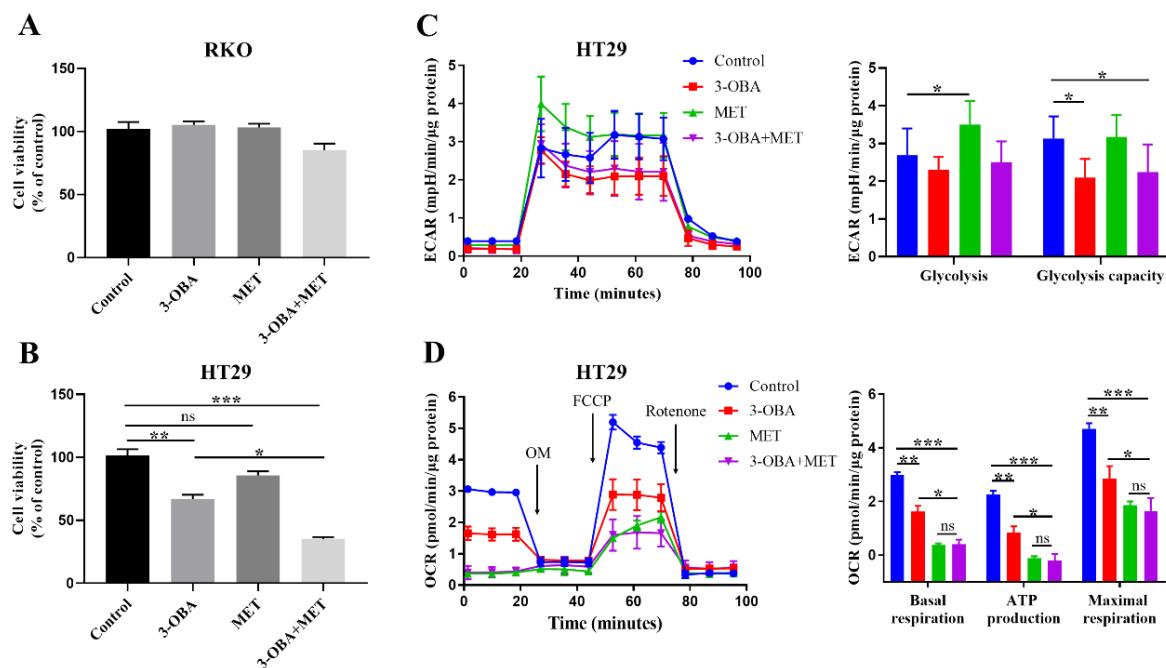 A
RKO
Cell viability
(% of control)
150
100
50
0
Control
3-OBA
MET
3-OBA+MET
B
HT29
Cell viability
(% of control)
150
100
50
0
***
ns
**
*
Control
3-OBA
MET
3-OBA+MET
C
HT29
ECAR (mpH/min/μg protein)
5
4
3
2
1
0
0
20
40
60
80
100
Time (minutes)
Control
3-OBA
MET
3-OBA+MET
ECAR (mpH/min/μg protein)
5
4
3
2
1
0
*
*
*
Glycolysis
Glycolysis capacity
D
HT29
OCR (pmol/min/μg protein)
6
5
4
3
2
1
0
OM
FCCP
Rotenone
0
20
40
60
80
100
Time (minutes)
Control
3-OBA
MET
3-OBA+MET
OCR (pmol/min/μg protein)
6
4
2
0
***
**
*
ns
***
**
*
ns
***
**
*
ns
Basal
respiration
ATP
production
Maximal
respiration